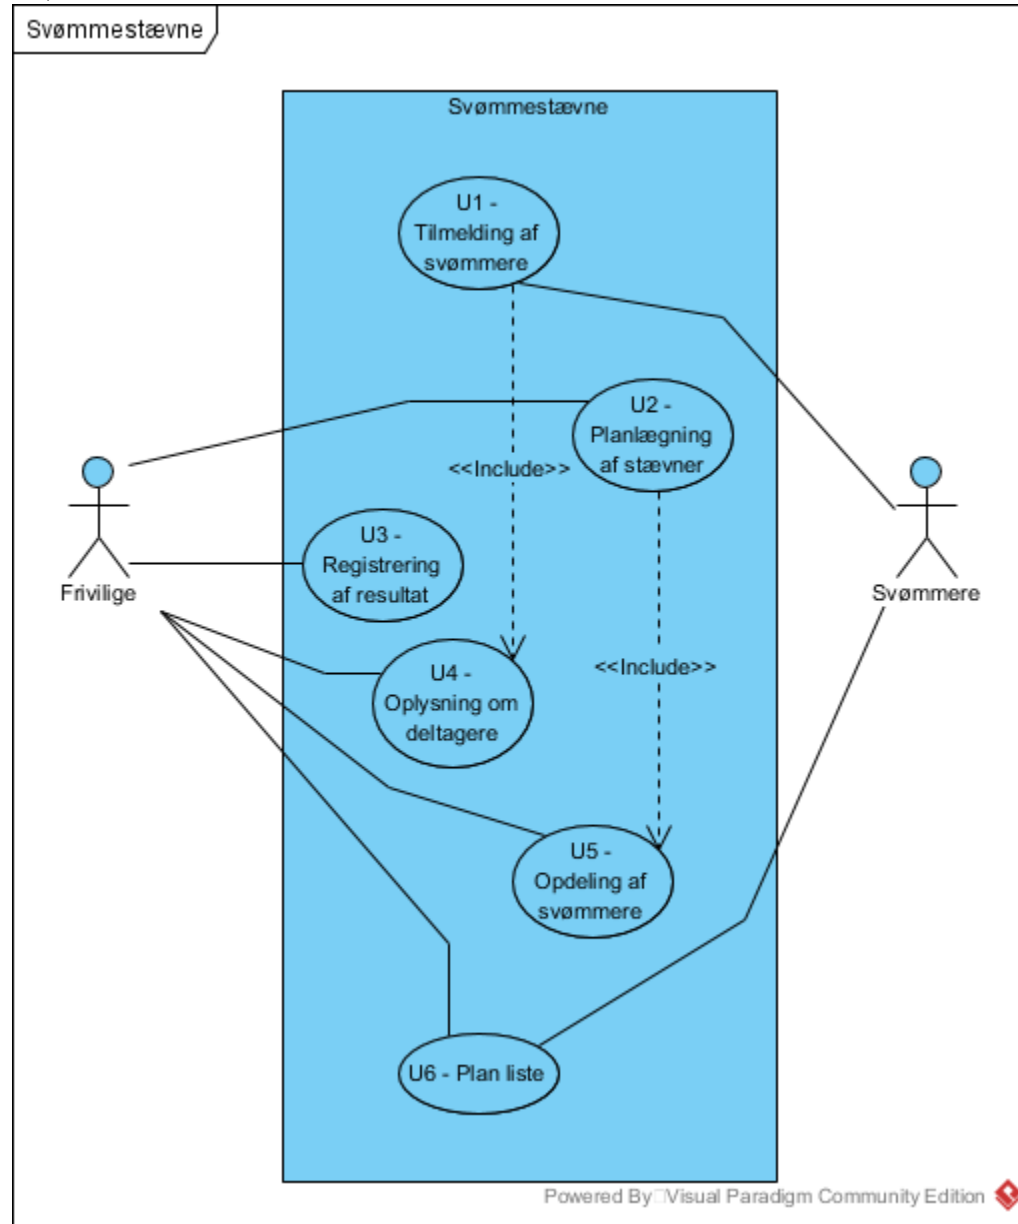 Svømmestævne
Svømmestævne
U1 -
Tilmelding af
svømmere
U2 -
Planlægning
af stævner
<<Include>>
U3 -
Registrering
af resultat
Frivilige
Svømmere
U4 -
Oplysning om
deltagere
<<Include>>
U5 -
Opdeling af
svømmere
U6 - Plan liste
Powered By Visual Paradigm Community Edition